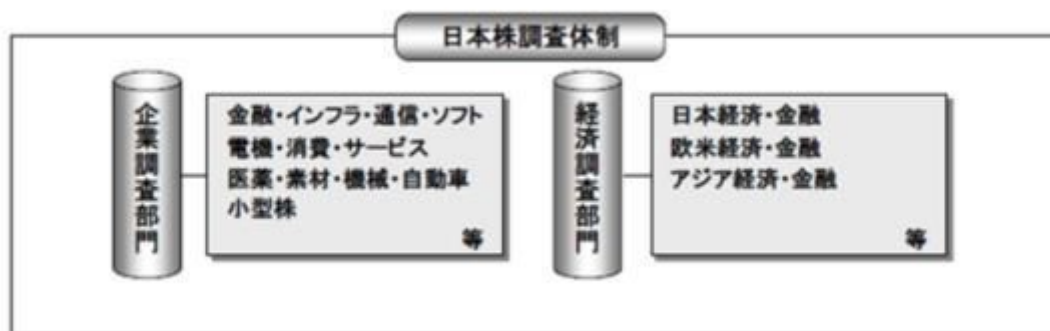 日本株調査体制
企業調査部門
金融・インフラ・通信・ソフト
電機・消費・サービス
医薬・素材・機械・自動車
小型株
等
経済調査部門
日本経済・金融
欧米経済・金融
アジア経済・金融
等